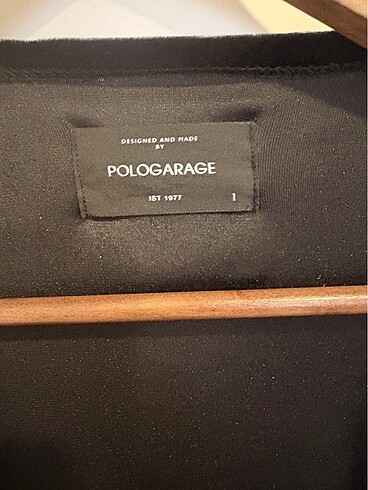 DESIGNED AND MADE
BY
POLOGARAGE
IST 1977 1